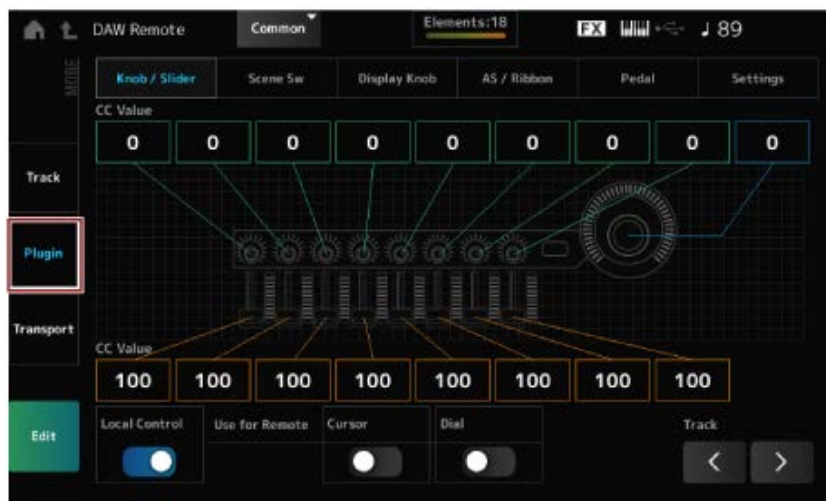 DAW Remote Common Elements:18 FX ♩ 89
MODE
Knob / Slider Scene Sw Display Knob AS / Ribbon Pedal Settings
CC Value
0 0 0 0 0 0 0 0 0
Track
Plugin
Transport
CC Value
100 100 100 100 100 100 100 100
Edit
Local Control Use for Remote Cursor Dial Track